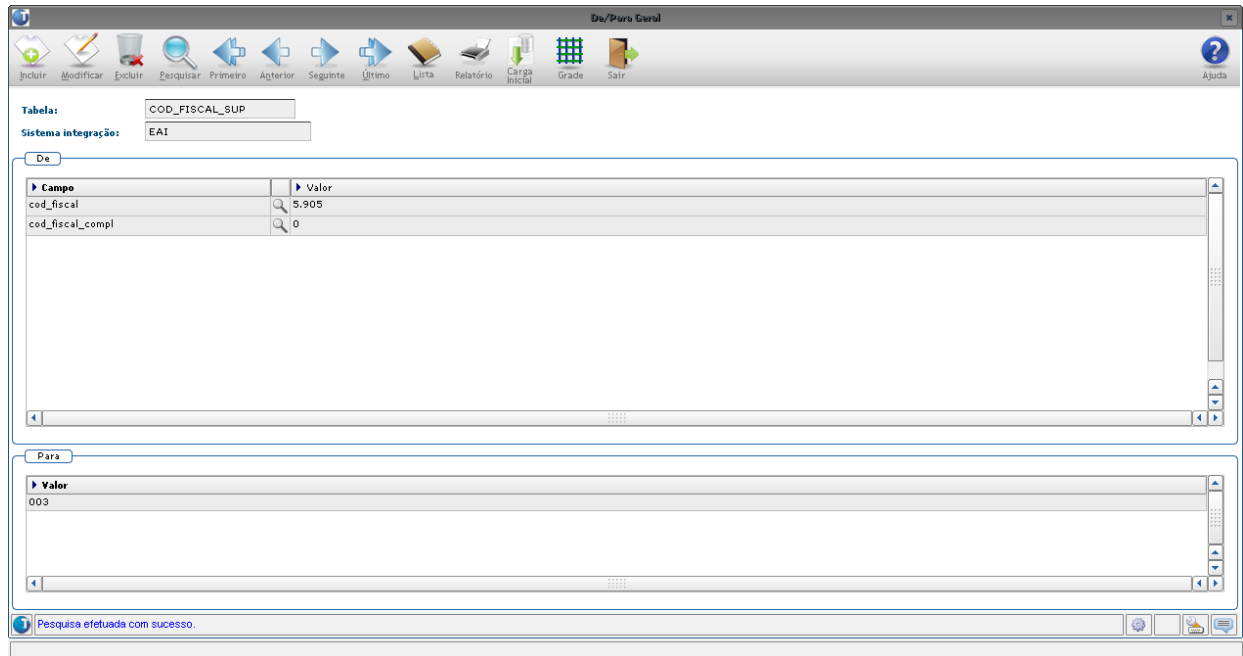 De/Para Geral
Incluir Modificar Excluir Pesquisar Primeiro Anterior Seguinte Último Lista Relatório Carga Inicial Grade Sair Ajuda
Tabela: COD_FISCAL_SUP
Sistema integração: EAI
De
Campo Valor
cod_fiscal 5.905
cod_fiscal_compl 0
Para
Valor
003
Pesquisa efetuada com sucesso.